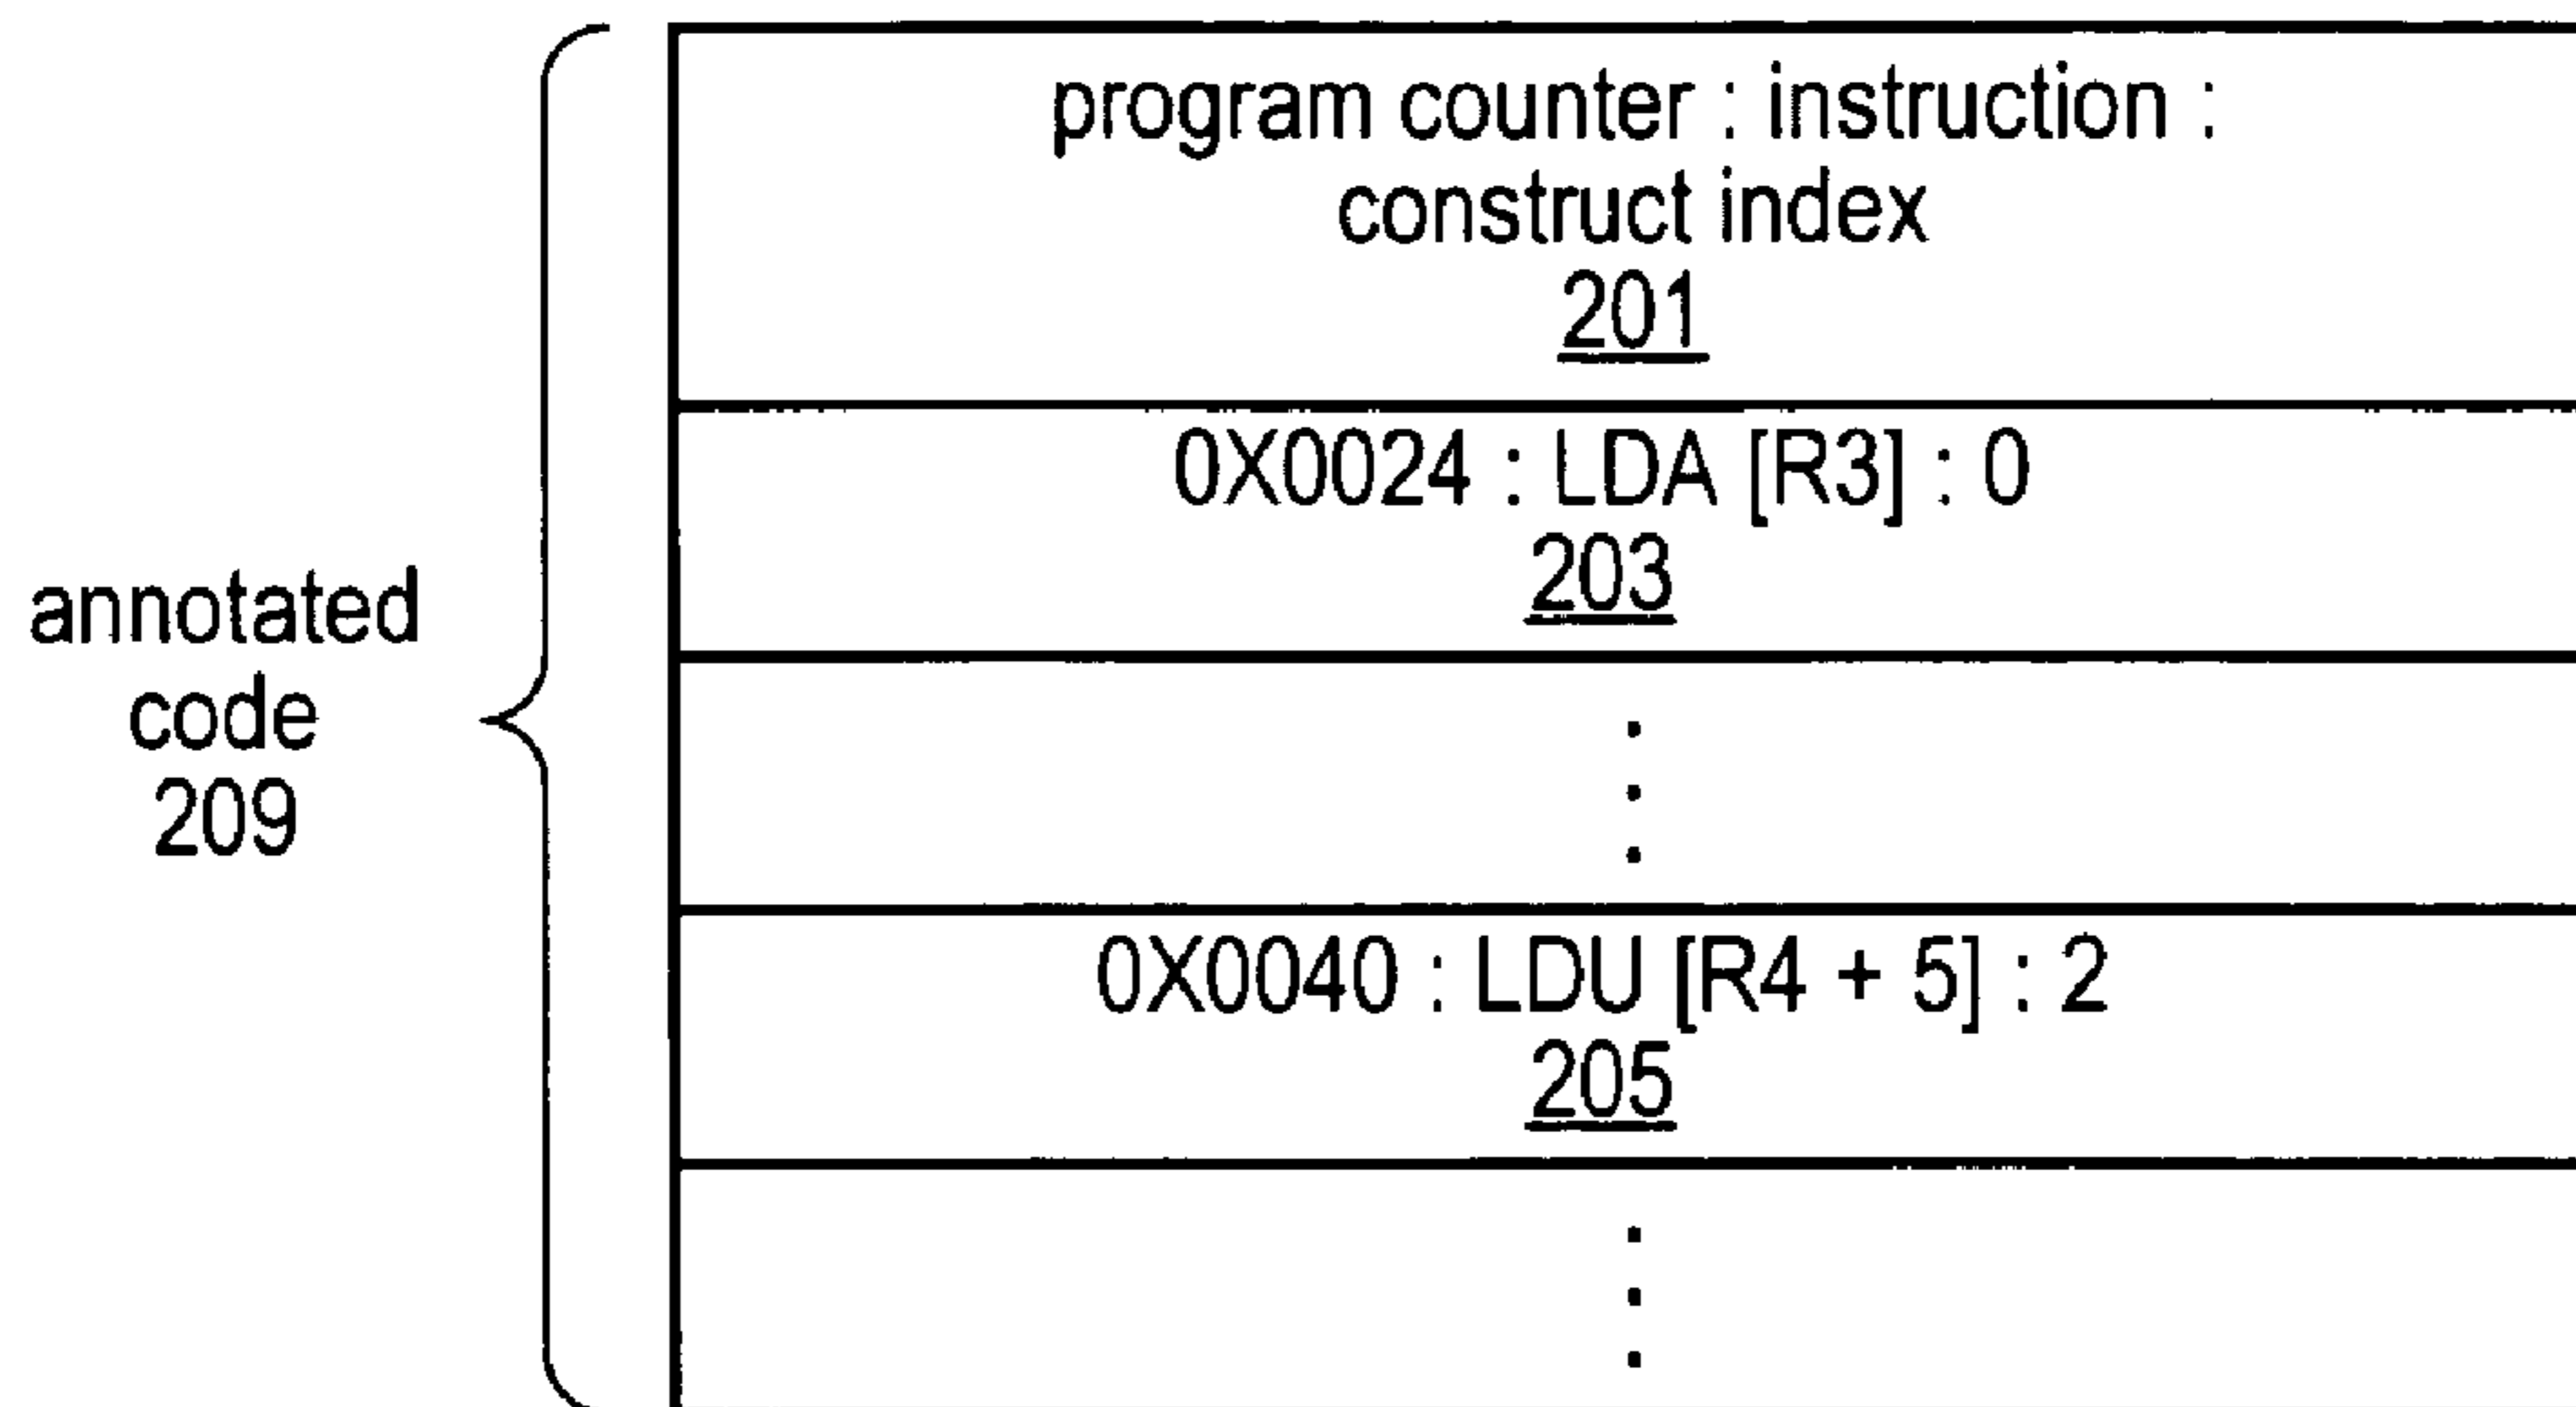 program counter : instruction :
construct index
201
0X0024 : LDA [R3] : 0
203
annotated
code
209
0X0040 : LDU [R4 + 5] : 2
205